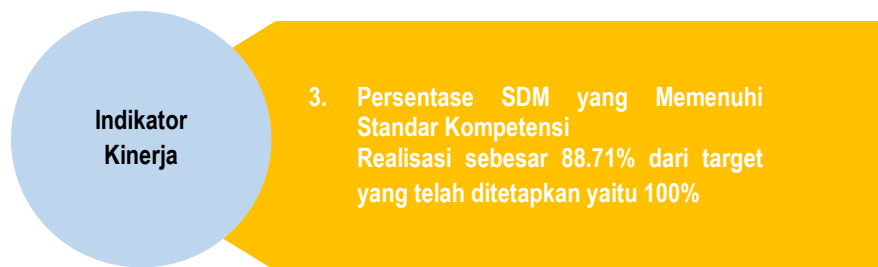 Indikator
Kinerja
3. Persentase SDM yang Memenuhi
Standar Kompetensi
Realisasi sebesar 88.71% dari target
yang telah ditetapkan yaitu 100%